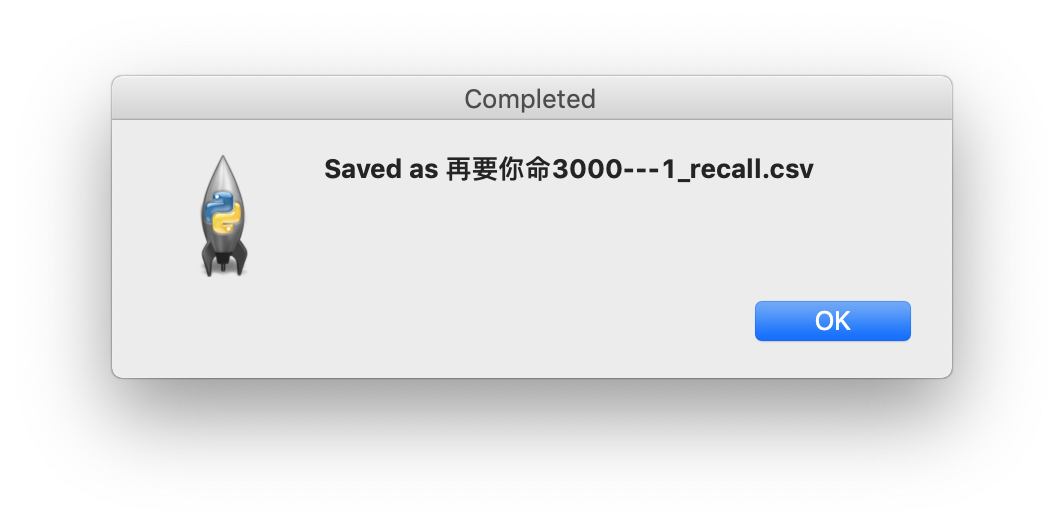 Completed
Saved as 再要你命3000---1_recall.csv
OK